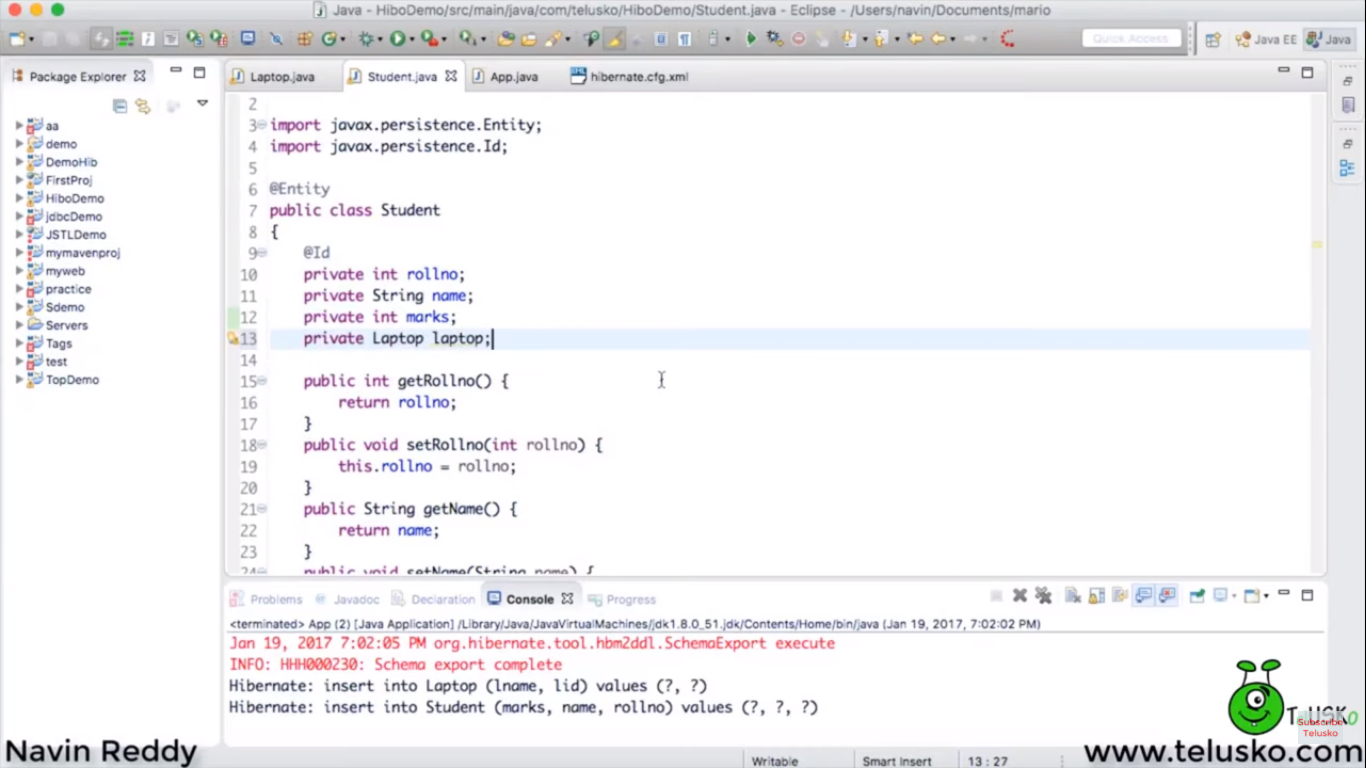 Java - HiboDemo/src/main/java/com/telusko/HiboDemo/Student.java - Eclipse - /Users/navin/Documents/mario
Quick Access
Java EE
Java
Package Explorer
Laptop.java
Student.java
App.java
hibernate.cfg.xml
aa
demo
DemoHib
FirstProj
HiboDemo
jdbcDemo
JSTLDemo
mymavenproj
myweb
practice
Sdemo
Servers
Tags
test
TopDemo
2
3 import javax.persistence.Entity;
4 import javax.persistence.Id;
5
6 @Entity
7 public class Student
8 {
9 @Id
10 private int rollno;
11 private String name;
12 private int marks;
13 private Laptop laptop;
14
15 public int getRollno() {
16 return rollno;
17 }
18 public void setRollno(int rollno) {
19 this.rollno = rollno;
20 }
21 public String getName() {
22 return name;
23 }
24 public void setName(String name) {
Problems
Javadoc
Declaration
Console
Progress
<terminated> App (2) [Java Application] /Library/Java/JavaVirtualMachines/jdk1.8.0_51.jdk/Contents/Home/bin/java (Jan 19, 2017, 7:02:02 PM)
Jan 19, 2017 7:02:05 PM org.hibernate.tool.hbm2ddl.SchemaExport execute
INFO: HHH000230: Schema export complete
Hibernate: insert into Laptop (lname, lid) values (?, ?)
Hibernate: insert into Student (marks, name, rollno) values (?, ?, ?)
Subscribe
Telusko
Navin Reddy
www.telusko.com
Writable
Smart Insert
13 : 27